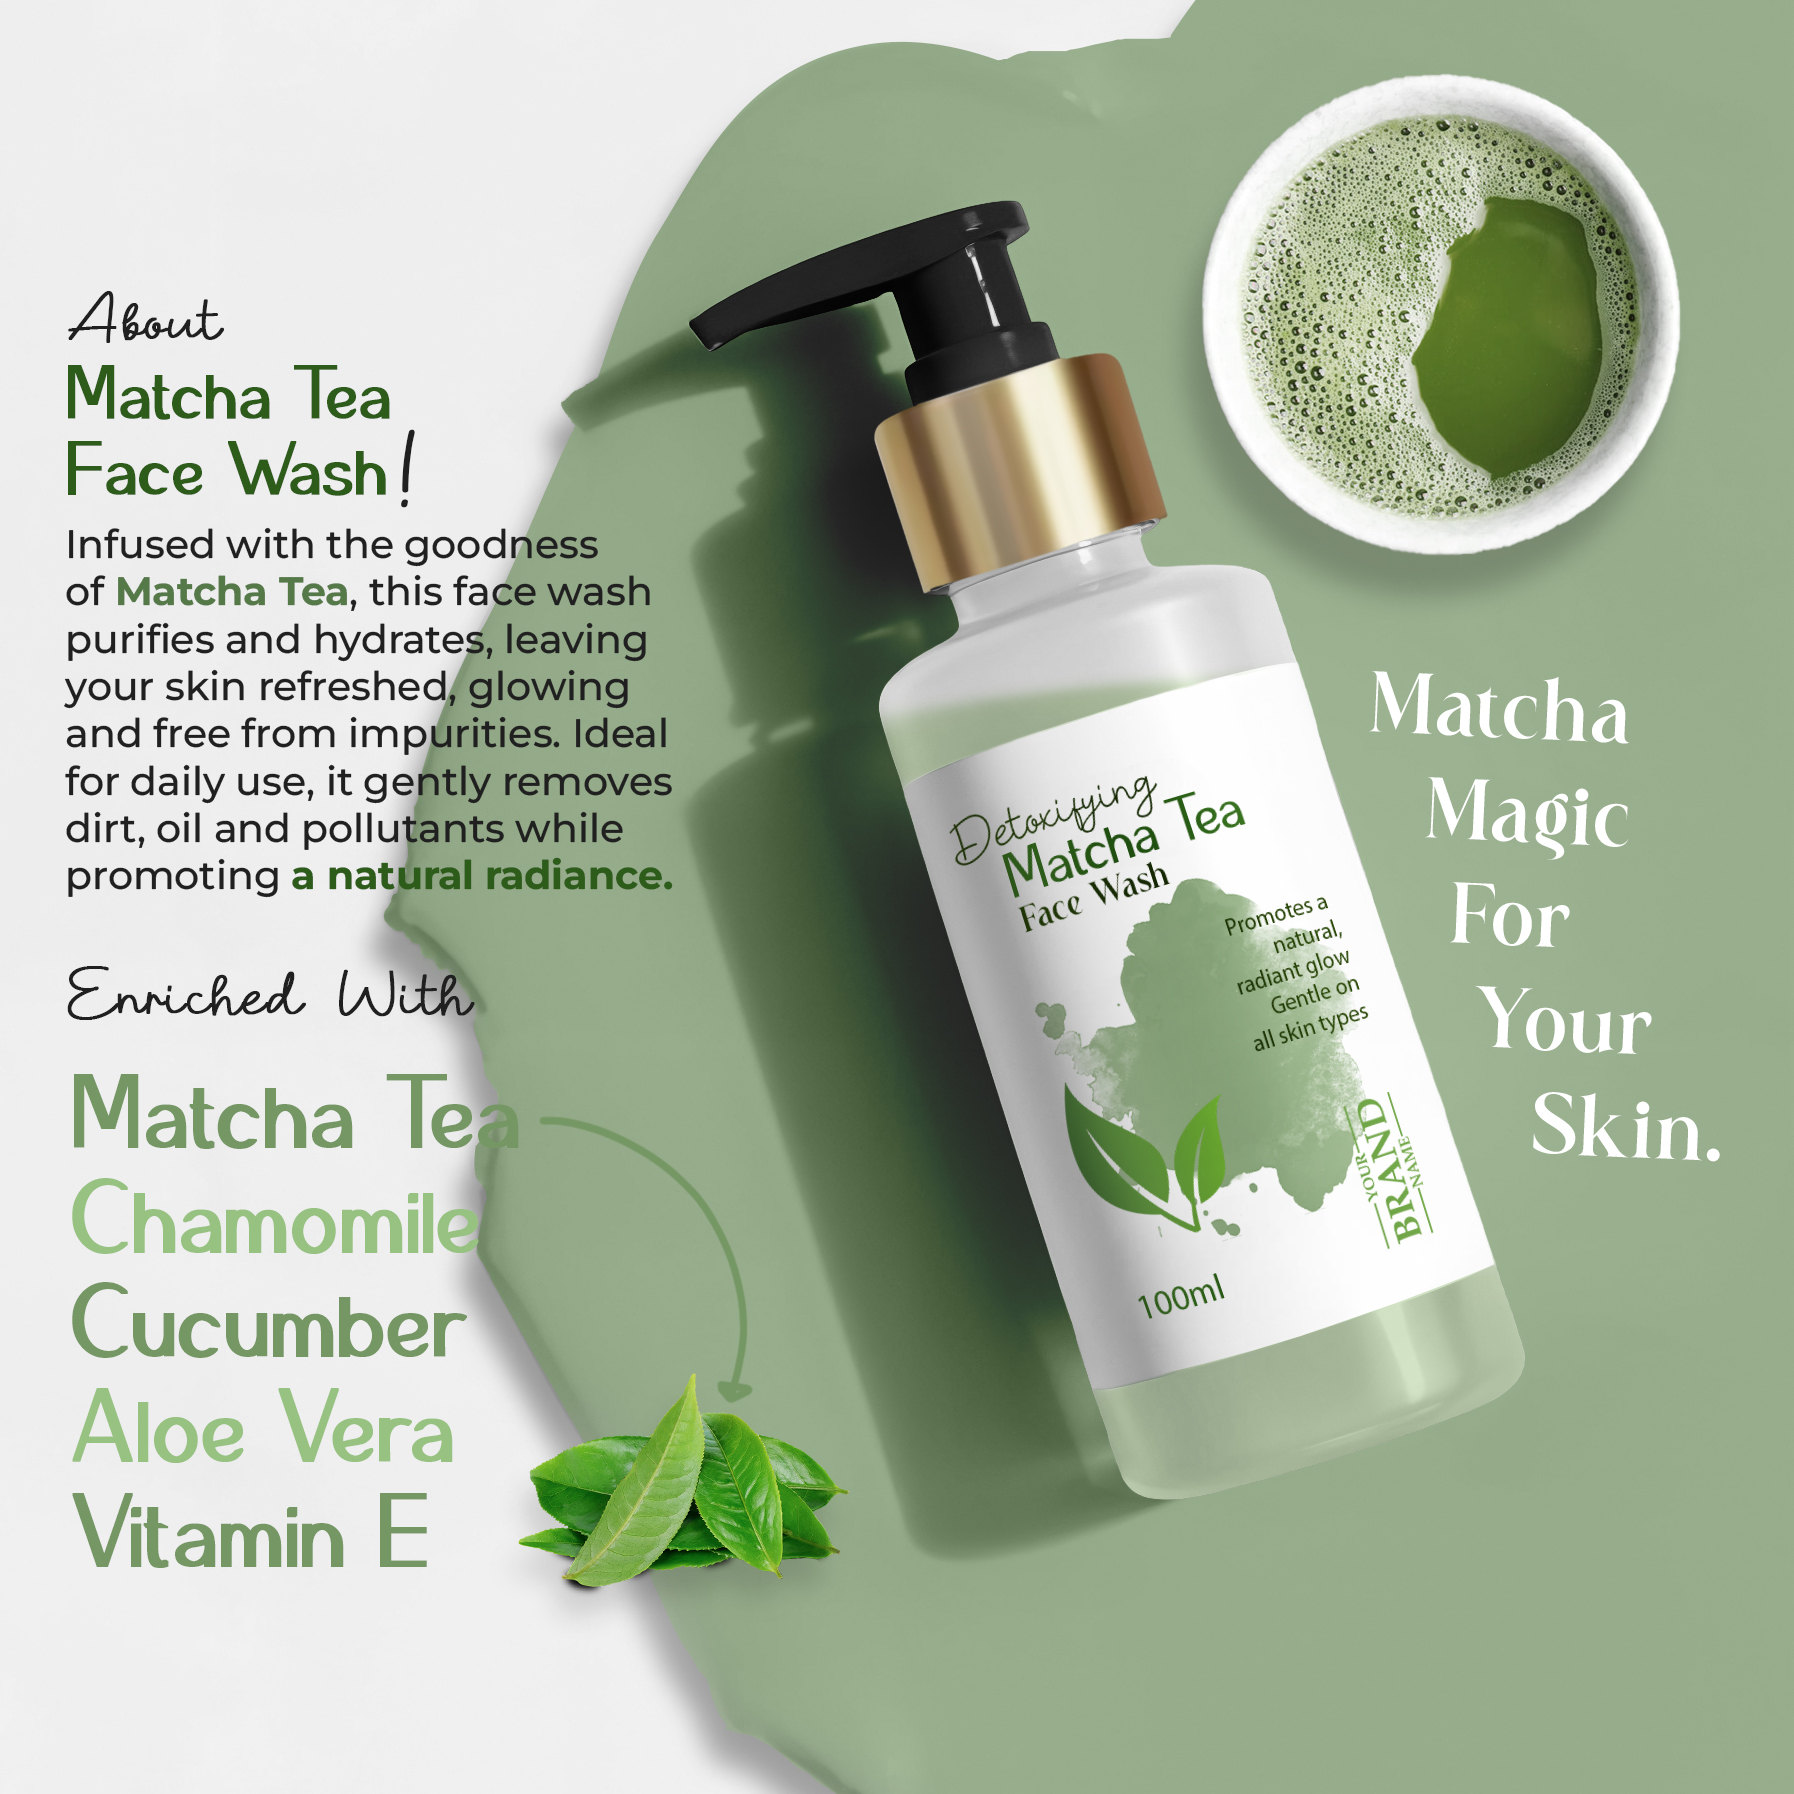 About
Matcha Tea
Face Wash!
Infused with the goodness
of Matcha Tea, this face wash
purifies and hydrates, leaving
your skin refreshed, glowing
and free from impurities. Ideal
for daily use, it gently removes
dirt, oil and pollutants while
promoting a natural radiance.
Enriched With
Matcha Tea
Chamomile
Cucumber
Aloe Vera
Vitamin E
Detoxifying
Matcha Tea
Face Wash
Promotes a
natural,
radiant glow
Gentle on
all skin types
YOUR
BRAND
NAME
100ml
Matcha
Magic
For
Your
Skin.